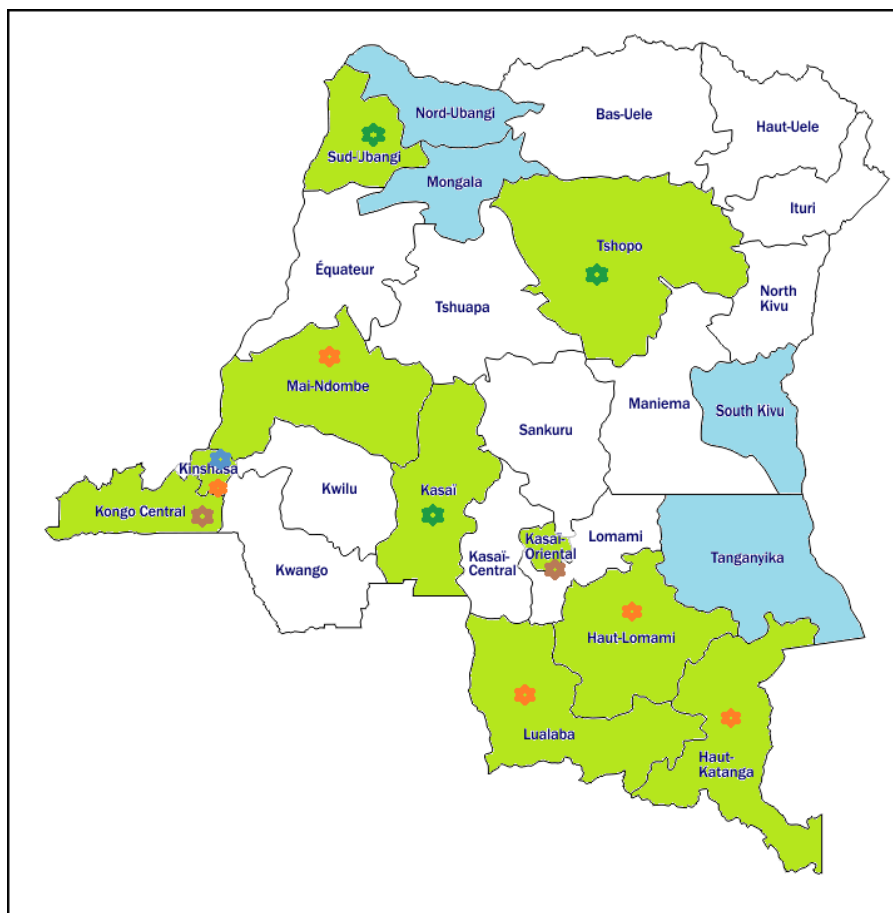 Nord-Ubangi
Bas-Uele
Haut-Uele
Sud-Ubangi
Mongala
Ituri
Tshopo
Équateur
North
Kivu
Tshuapa
Mai-Ndombe
Maniema
South Kivu
Sankuru
Kinshasa
Kwilu
Kasaï
Kongo Central
Kasaï-
Oriental
Lomami
Kasaï-
Central
Tanganyika
Kwango
Haut-Lomami
Lualaba
Haut-
Katanga